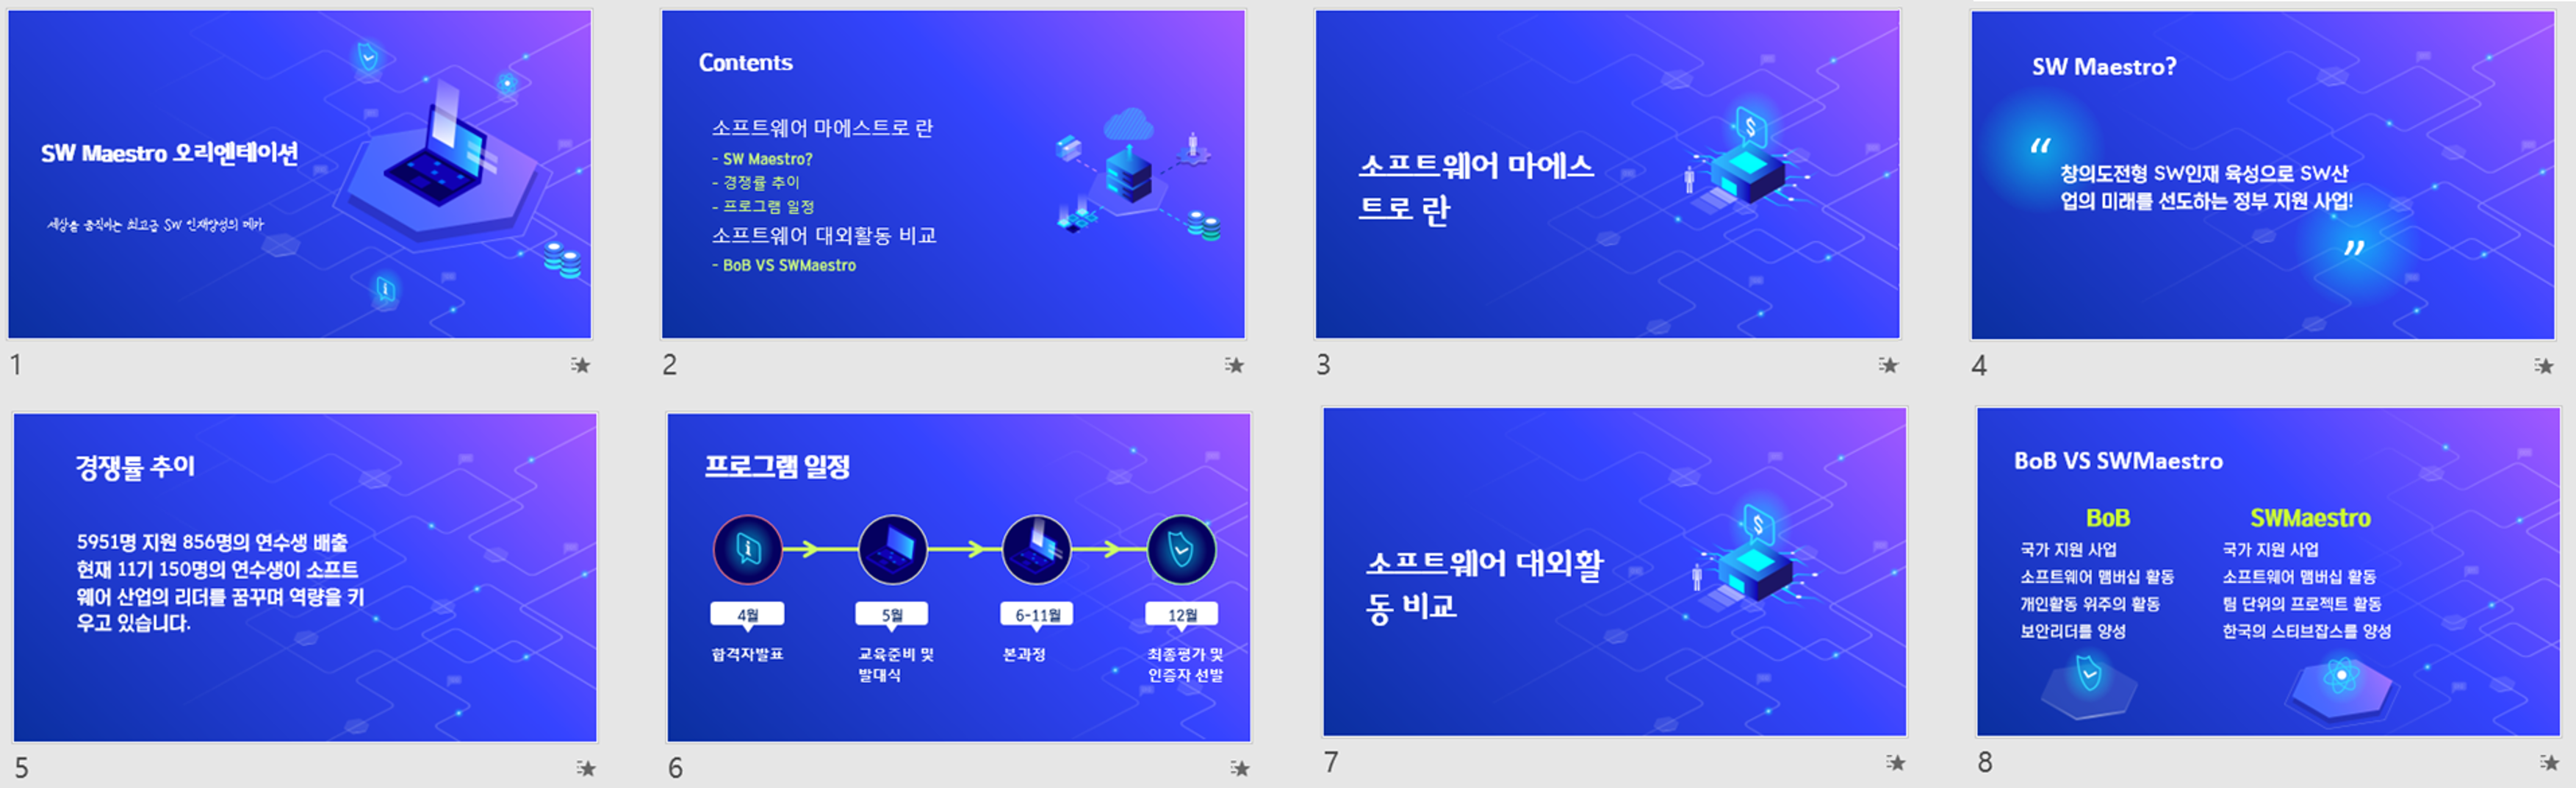 SW Maestro 오리엔테이션
세상을 움직이는 최고급 SW 인재양성의 메카
1
Contents
소프트웨어 마에스트로 란
- SW Maestro?
- 경쟁률 추이
- 프로그램 일정
소프트웨어 대외활동 비교
- BoB VS SWMaestro
2
$
소프트웨어 마에스
트로 란
3
SW Maestro?
“
창의도전형 SW인재 육성으로 SW산
업의 미래를 선도하는 정부 지원 사업!
”
4
경쟁률 추이
5951명 지원 856명의 연수생 배출
현재 11기 150명의 연수생이 소프트
웨어 산업의 리더를 꿈꾸며 역량을 키
우고 있습니다.
5
프로그램 일정
4월
5월
6-11월
12월
합격자발표
교육준비 및
발대식
본과정
최종평가 및
인증자 선발
6
$
소프트웨어 대외활
동 비교
7
BoB VS SWMaestro
BoB
국가 지원 사업
소프트웨어 맴버십 활동
개인활동 위주의 활동
보안리더를 양성
SWMaestro
국가 지원 사업
소프트웨어 맴버십 활동
팀 단위의 프로젝트 활동
한국의 스티브잡스를 양성
8